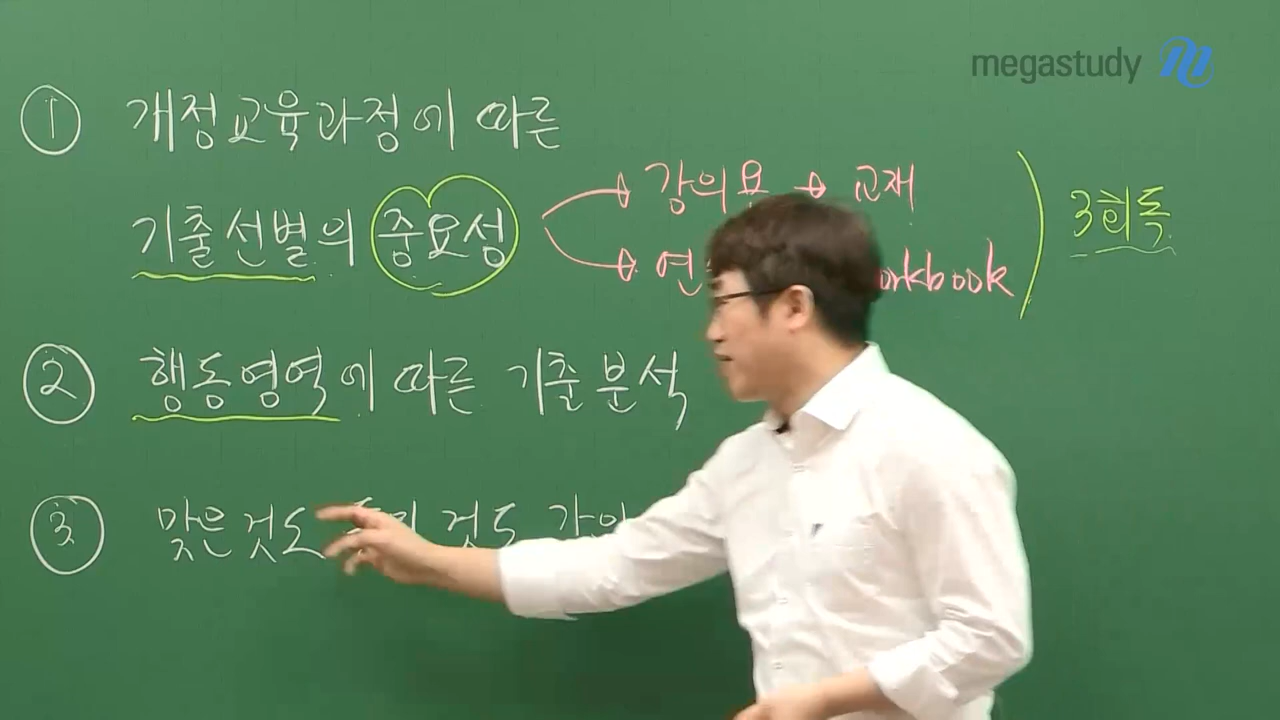 megastudy
① 개정교육과정에 따른
기출선별의 중요성
강의용 → 교재
3회독
② 행동영역에 따른 기출분석
③ 맞은것도 것도